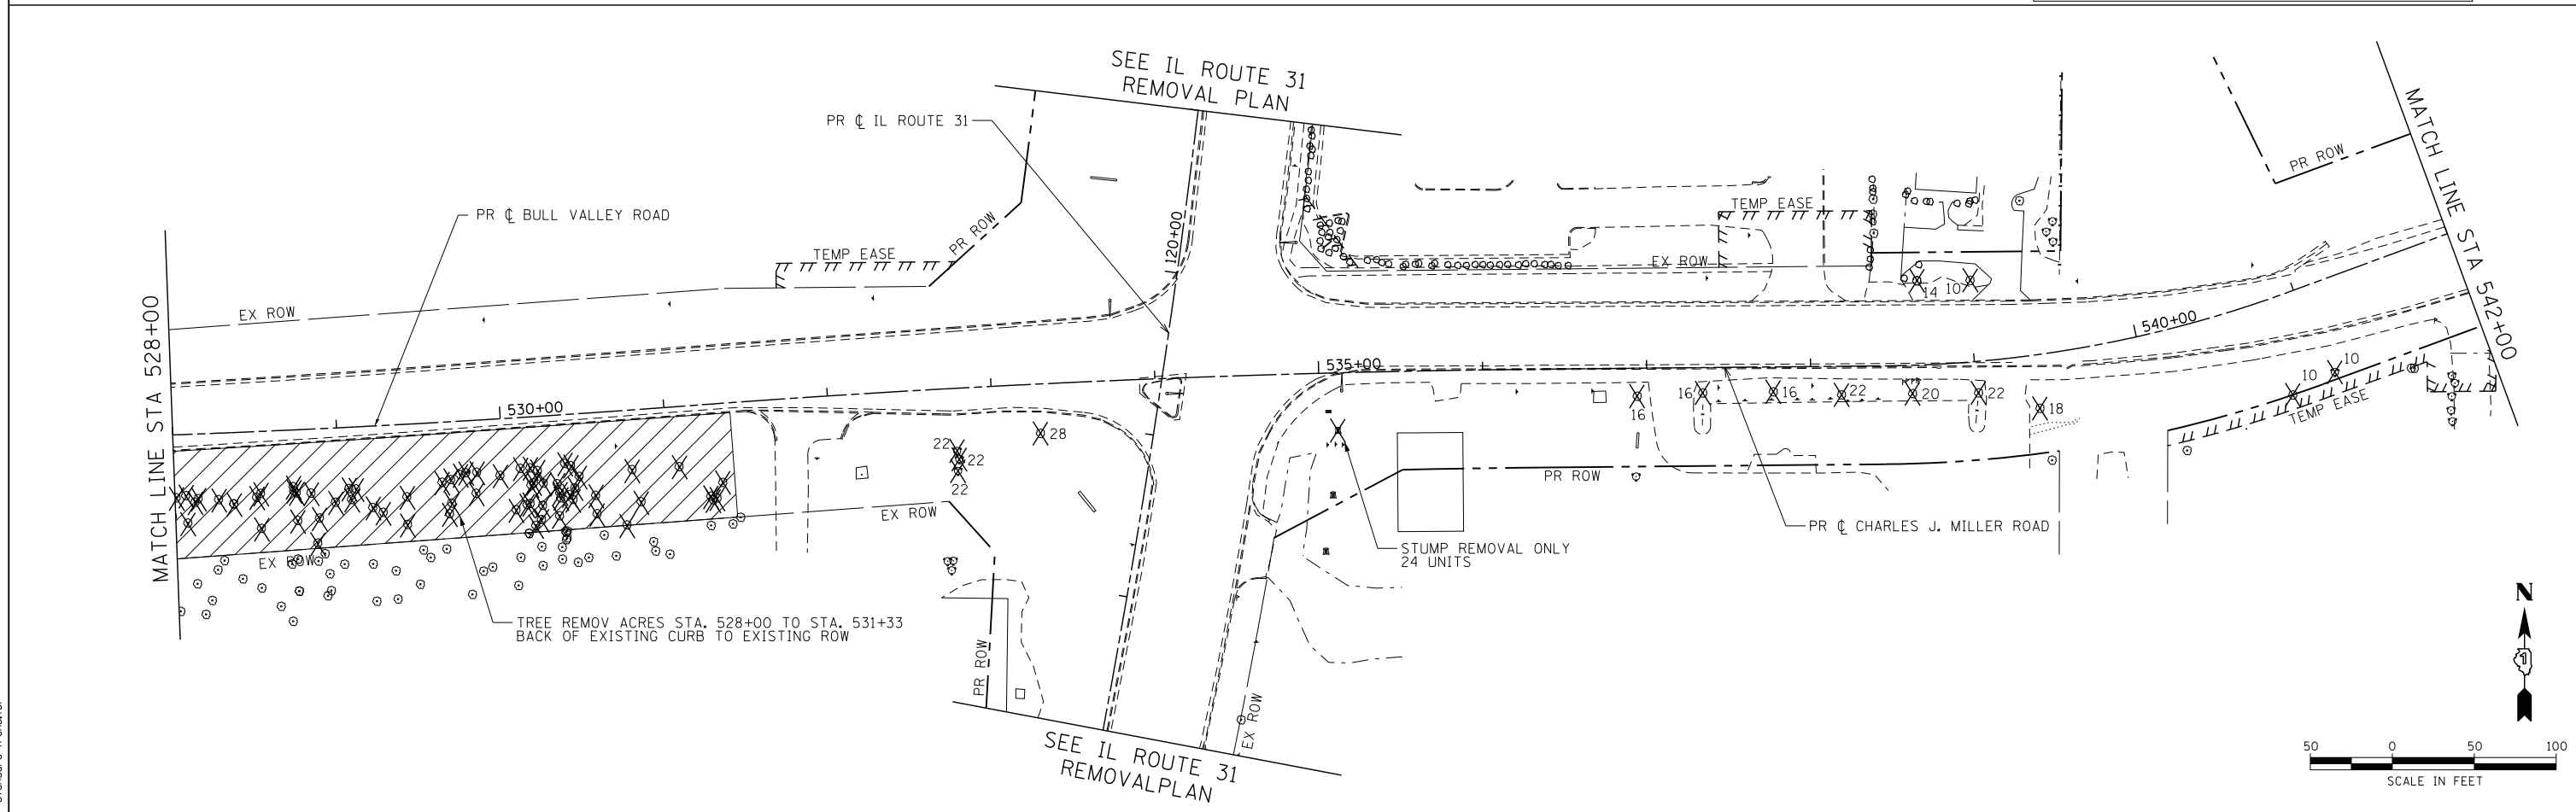 SEE IL ROUTE 31
REMOVAL PLAN
PR ℄ IL ROUTE 31
PR ℄ BULL VALLEY ROAD
TEMP EASE
PR ROW
EX ROW
120+00
EX ROW
TEMP EASE
14
10
PR ROW
MATCH LINE STA 542+00
540+00
MATCH LINE STA 528+00
530+00
535+00
22
22
22
28
16
16
16
22
20
22
18
10
10
TEMP EASE
PR ROW
EX ROW
EX ROW
STUMP REMOVAL ONLY
24 UNITS
PR ℄ CHARLES J. MILLER ROAD
TREE REMOV ACRES STA. 528+00 TO STA. 531+33
BACK OF EXISTING CURB TO EXISTING ROW
PR ROW
EX ROW
SEE IL ROUTE 31
REMOVALPLAN
N
1
50 0 50 100
SCALE IN FEET